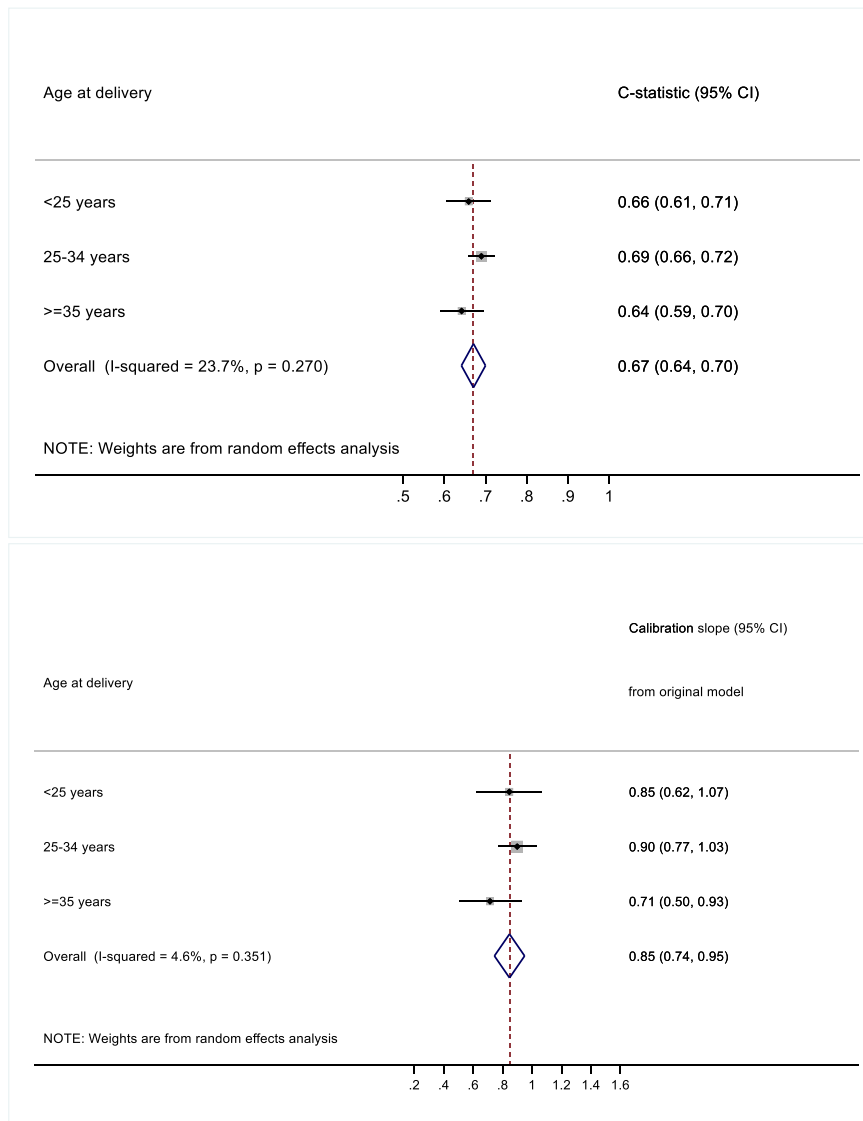 Age at delivery C-statistic (95% CI)
<25 years 0.66 (0.61, 0.71)
25-34 years 0.69 (0.66, 0.72)
>=35 years 0.64 (0.59, 0.70)
Overall (I-squared = 23.7%, p = 0.270) 0.67 (0.64, 0.70)
NOTE: Weights are from random effects analysis
.5 .6 .7 .8 .9 1
Calibration slope (95% CI)
Age at delivery
from original model
<25 years 0.85 (0.62, 1.07)
25-34 years 0.90 (0.77, 1.03)
>=35 years 0.71 (0.50, 0.93)
Overall (I-squared = 4.6%, p = 0.351) 0.85 (0.74, 0.95)
NOTE: Weights are from random effects analysis
.2 .4 .6 .8 1 1.2 1.4 1.6